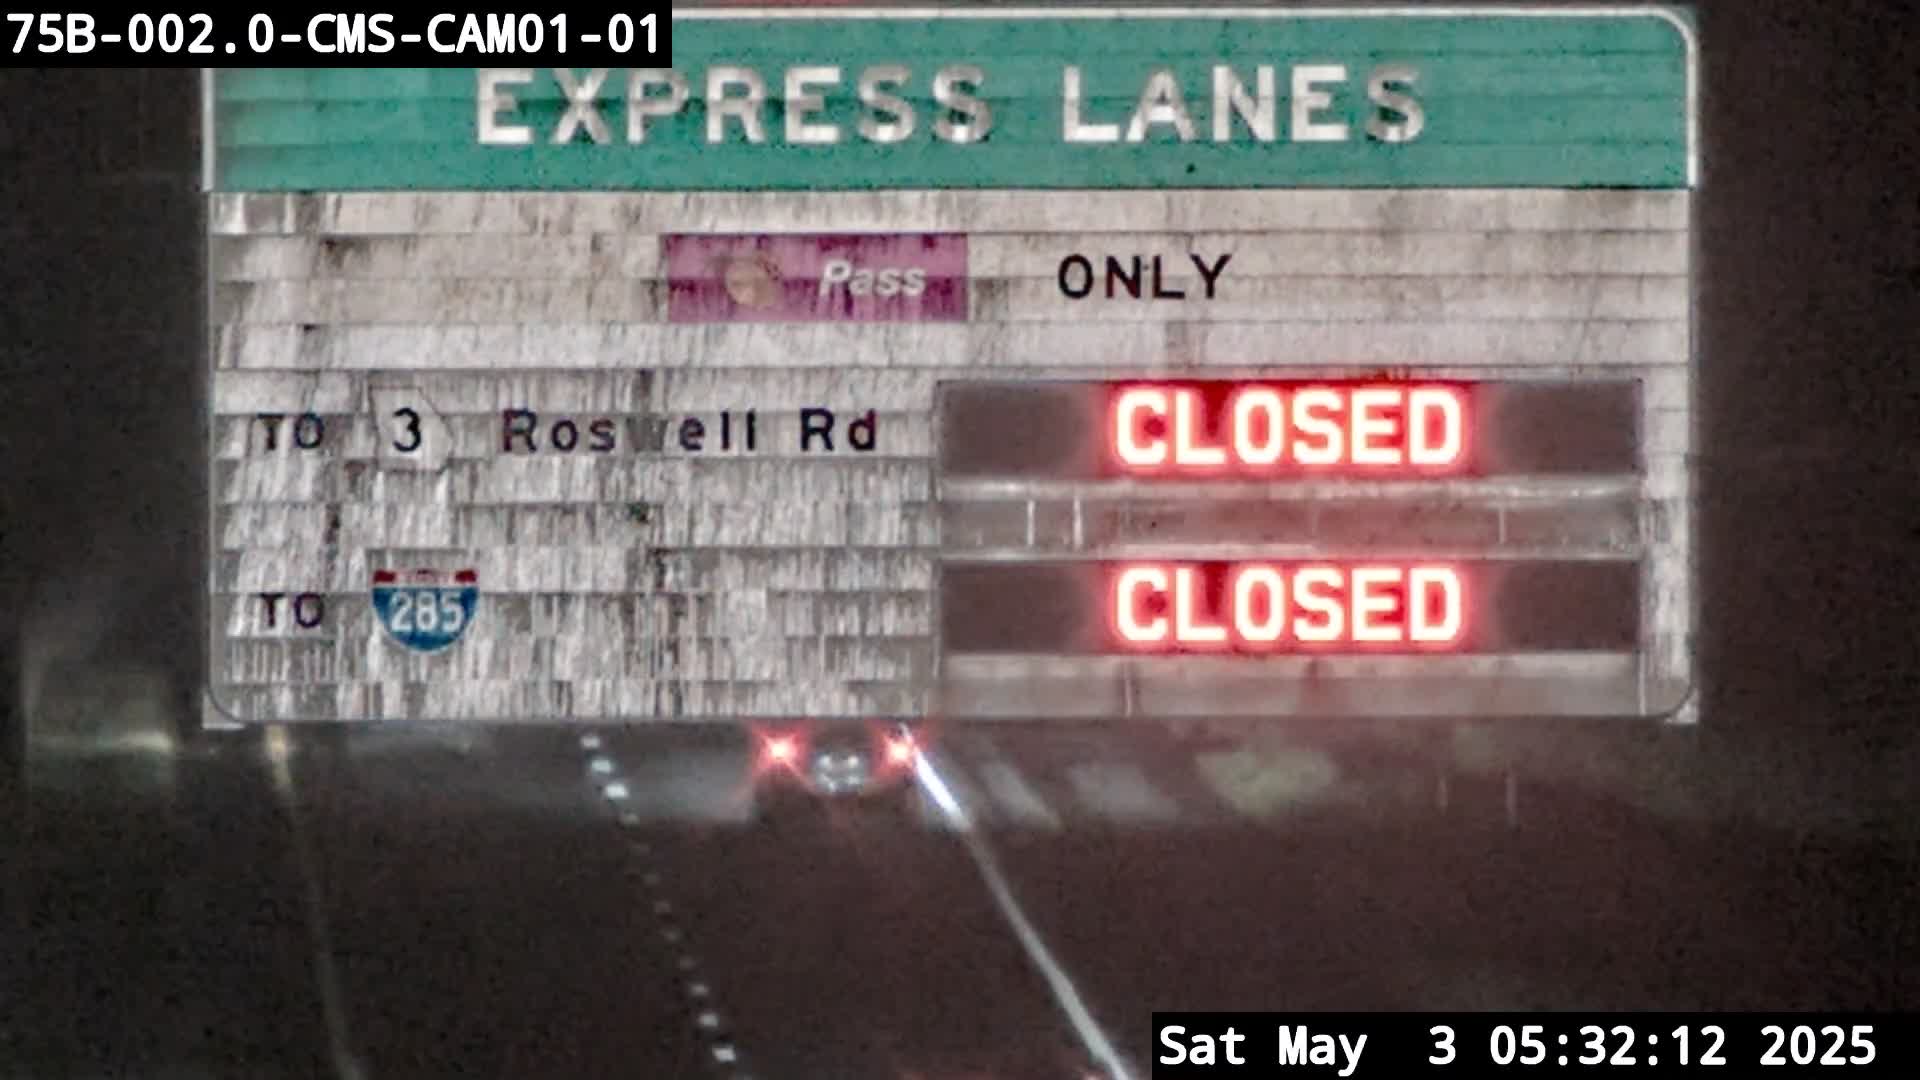 75B-002.0-CMS-CAM01-01
EXPRESS LANES
Pass ONLY
TO 3 Roswell Rd CLOSED
TO 285 CLOSED
Sat May 3 05:32:12 2025